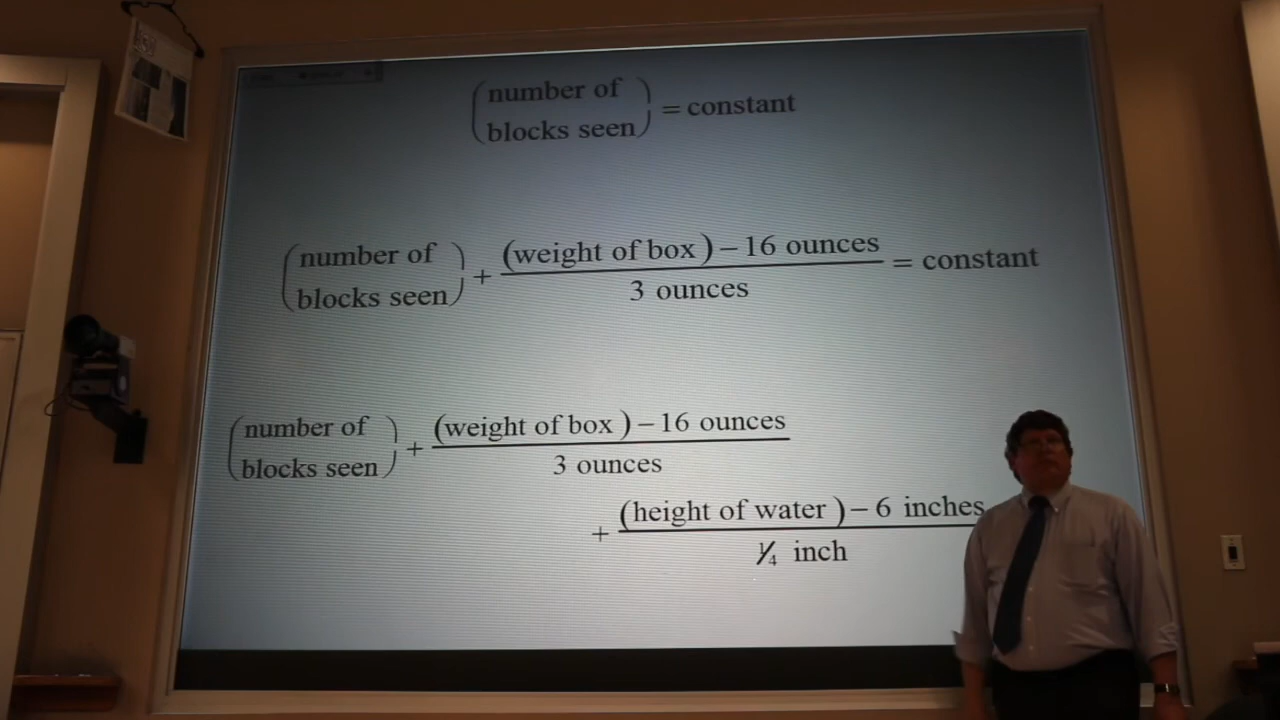 (number of
blocks seen) = constant
(number of
blocks seen) + (weight of box) – 16 ounces
3 ounces
= constant
(number of
blocks seen) + (weight of box) – 16 ounces
3 ounces
+ (height of water) – 6 inches
1/4 inch